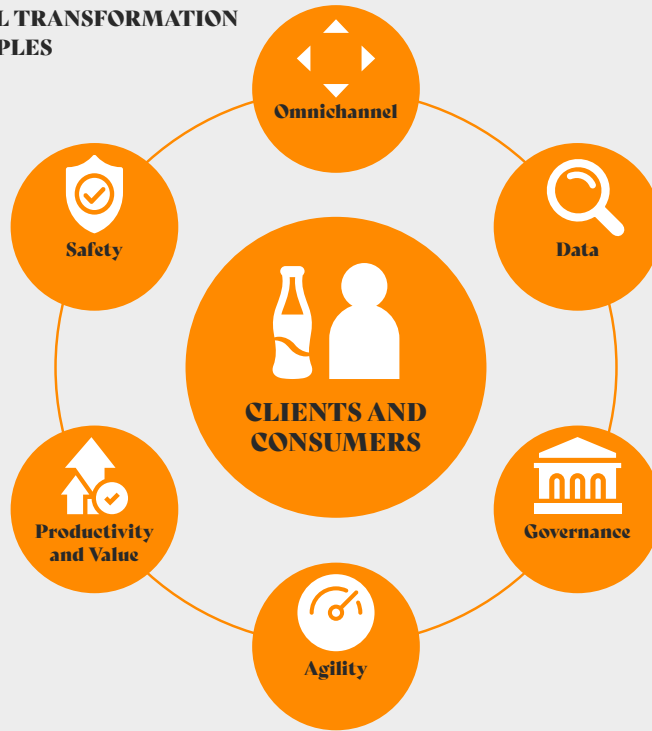 L TRANSFORMATION
PLES
Omnichannel
Safety
Data
CLIENTS AND
CONSUMERS
Productivity
and Value
Governance
Agility